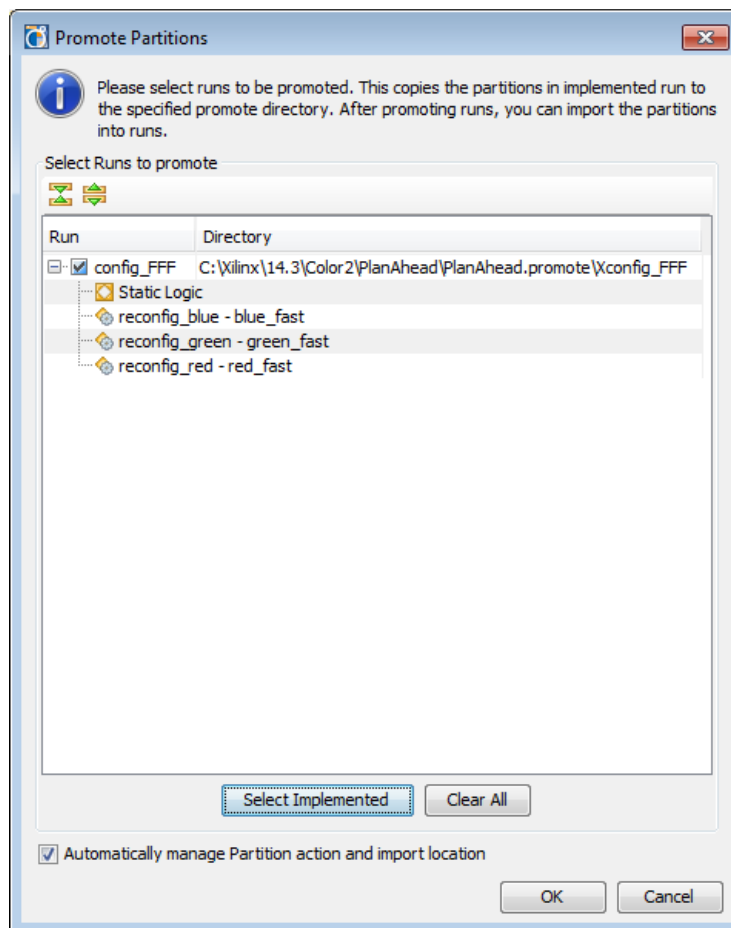 Promote Partitions
Please select runs to be promoted. This copies the partitions in implemented run to
the specified promote directory. After promoting runs, you can import the partitions
into runs.
Select Runs to promote
Run Directory
config_FFF C:\Xilinx\14.3\Color2\PlanAhead\PlanAhead.promote\Xconfig_FFF
Static Logic
reconfig_blue - blue_fast
reconfig_green - green_fast
reconfig_red - red_fast
Select Implemented Clear All
Automatically manage Partition action and import location
OK Cancel